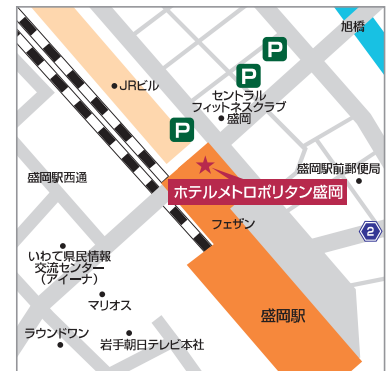 旭橋
P
P
JRビル
セントラル
フィットネスクラブ
盛岡
P
盛岡駅西通
盛岡駅前郵便局
ホテルメトロポリタン盛岡
フェザン
2
いわて県民情報
交流センター
（アイーナ）
マリオス
盛岡駅
ラウンドワン
岩手朝日テレビ本社